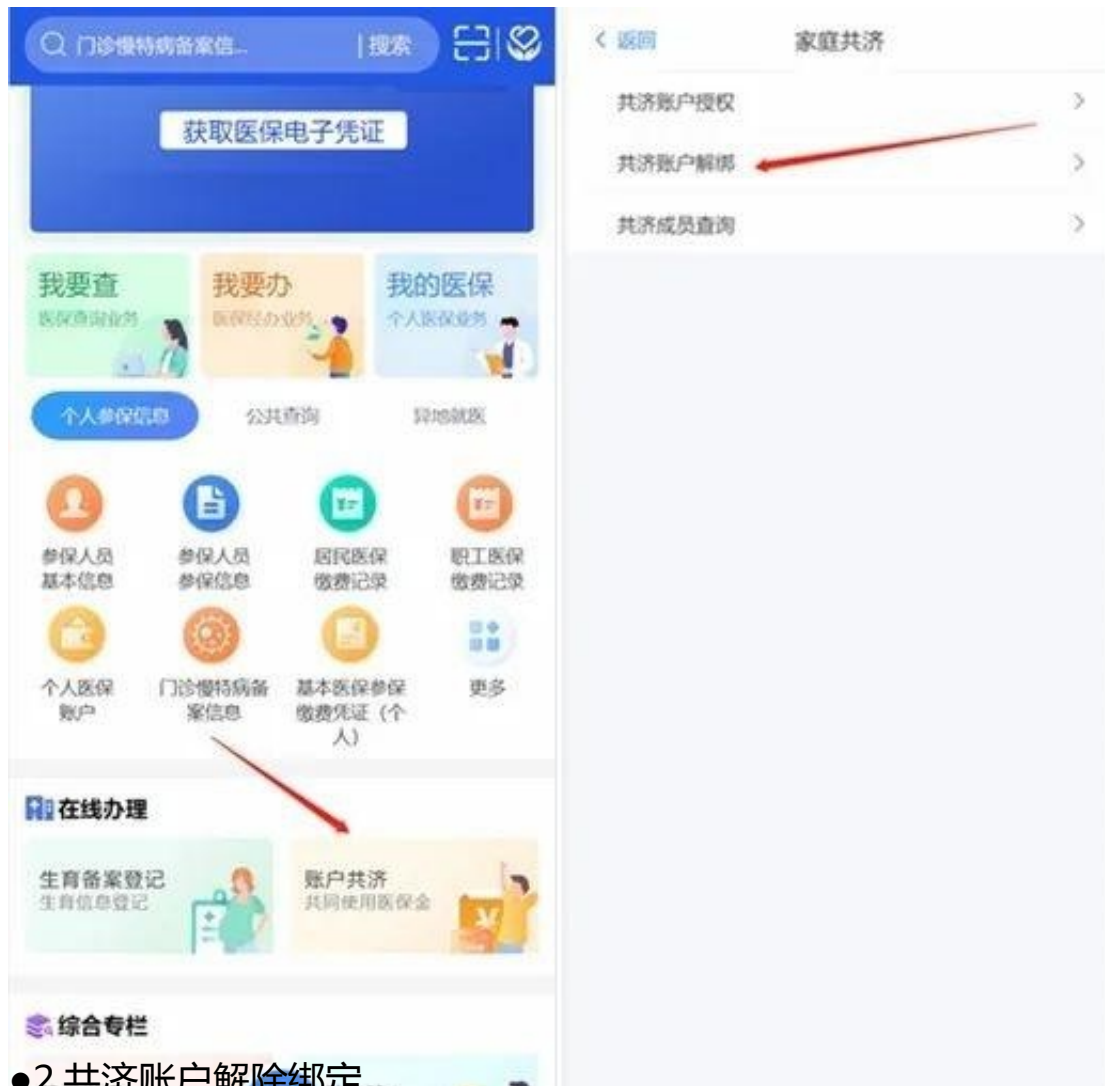 门诊慢特病备案信... | 搜索
获取医保电子凭证
我要查
医保查询业务
我要办
医保经办业务
我的医保
个人医保业务
个人参保信息 公共查询 异地就医
参保人员
基本信息
参保人员
参保信息
居民医保
缴费记录
职工医保
缴费记录
个人医保
账户
门诊慢特病备
案信息
基本医保参保
缴费凭证（个
人）
更多
在线办理
生育备案登记
生育信息登记
账户共济
共同使用医保金
综合专栏
●2.共济账户解除绑定
< 返回 家庭共济
共济账户授权
共济账户解绑
共济成员查询